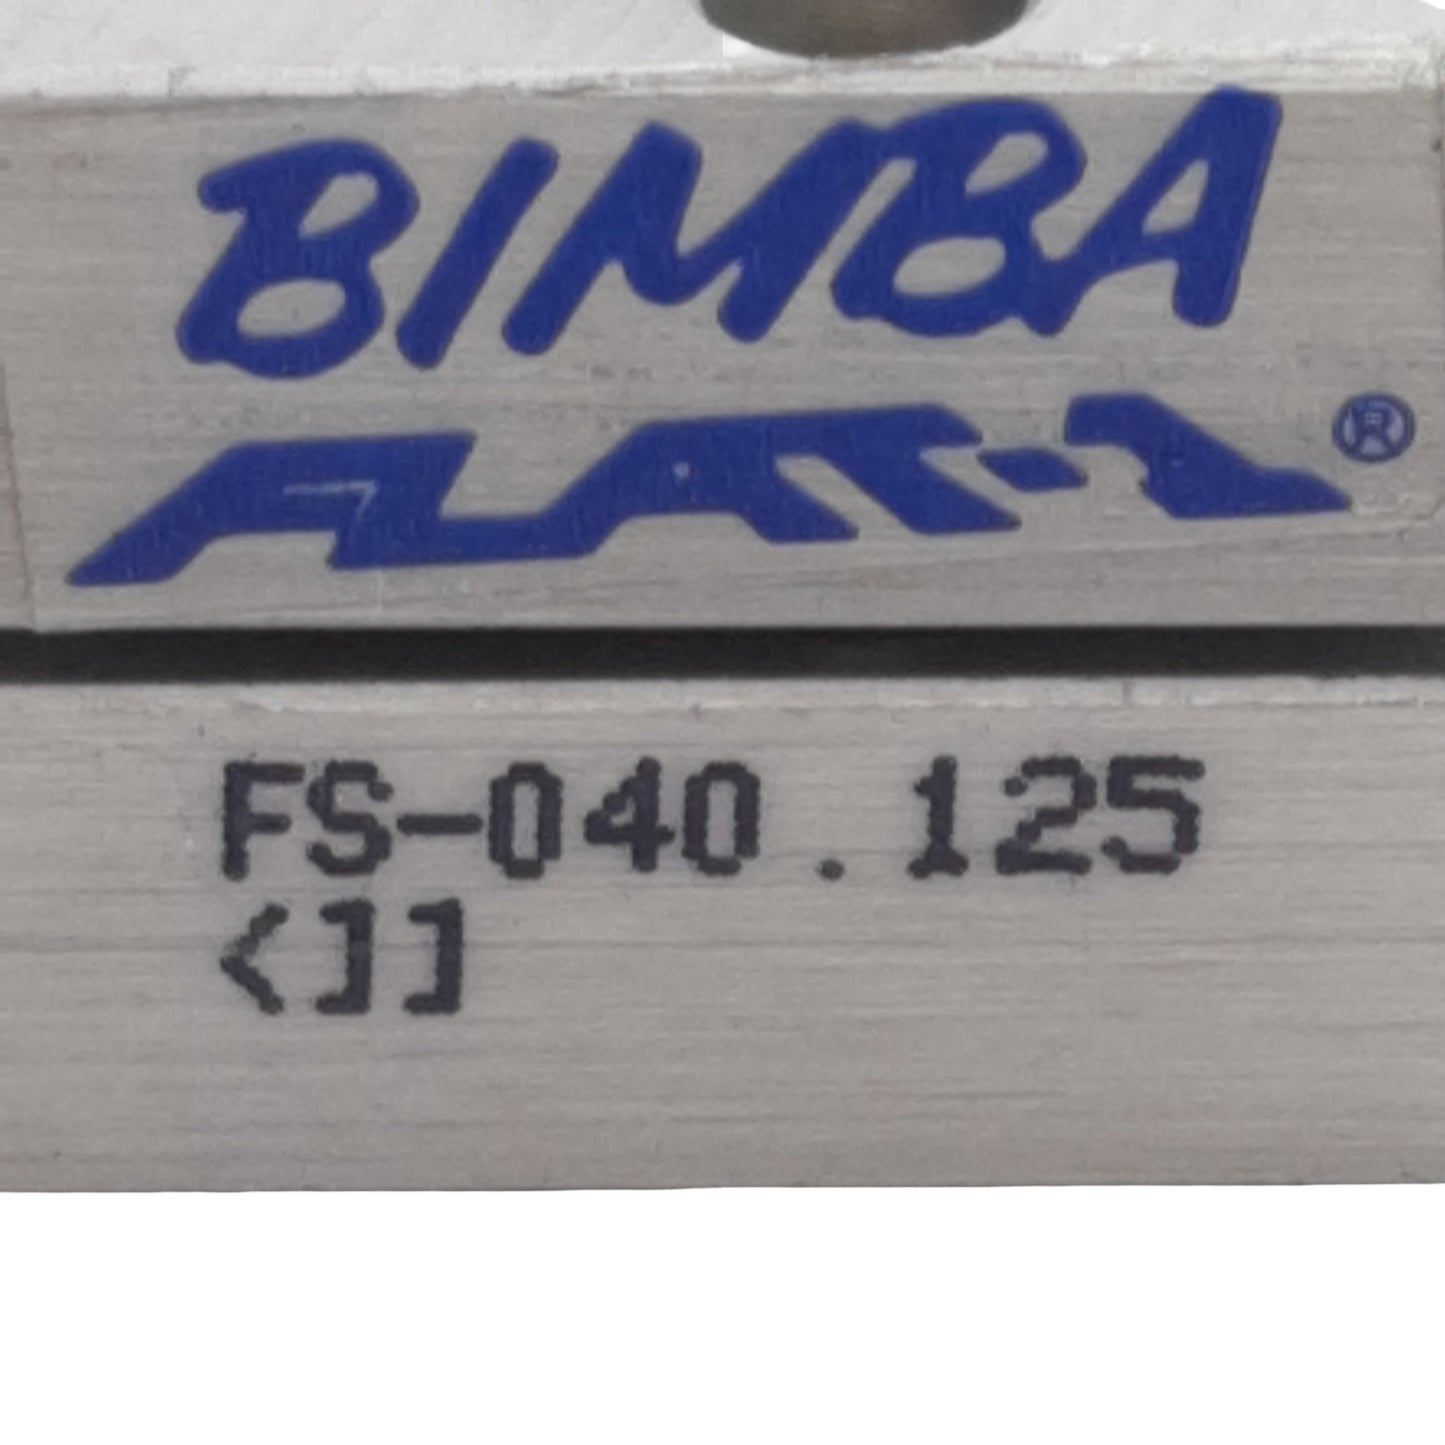 BIMBA
FLAT-1®
FS-040.125
<]]